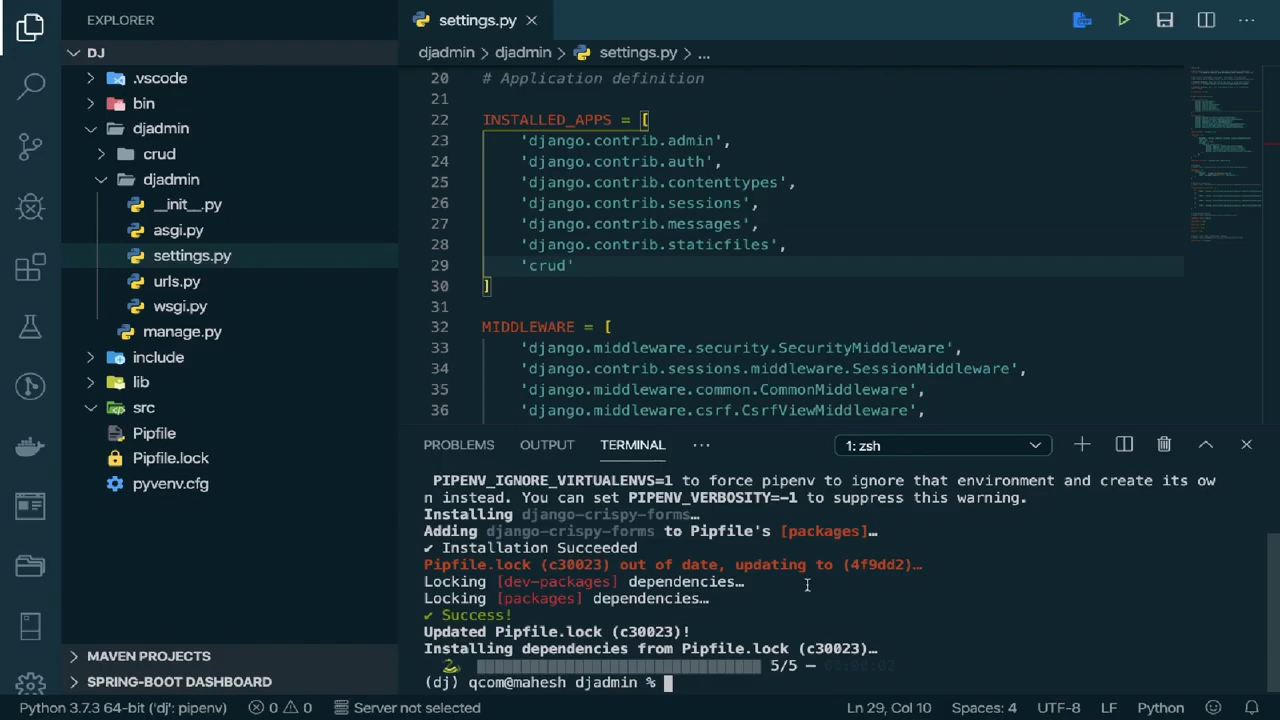 EXPLORER
DJ
.vscode
bin
djadmin
crud
djadmin
__init__.py
asgi.py
settings.py
urls.py
wsgi.py
manage.py
include
lib
src
Pipfile
Pipfile.lock
pyvenv.cfg
MAVEN PROJECTS
SPRING-BOOT DASHBOARD
settings.py
djadmin > djadmin > settings.py > ...
20 # Application definition
21
22 INSTALLED_APPS = [
23 'django.contrib.admin',
24 'django.contrib.auth',
25 'django.contrib.contenttypes',
26 'django.contrib.sessions',
27 'django.contrib.messages',
28 'django.contrib.staticfiles',
29 'crud'
30 ]
31
32 MIDDLEWARE = [
33 'django.middleware.security.SecurityMiddleware',
34 'django.contrib.sessions.middleware.SessionMiddleware',
35 'django.middleware.common.CommonMiddleware',
36 'django.middleware.csrf.CsrfViewMiddleware',
PROBLEMS OUTPUT TERMINAL ... 1: zsh
PIPENV_IGNORE_VIRTUALENVS=1 to force pipenv to ignore that environment and create its ow
n instead. You can set PIPENV_VERBOSITY=-1 to suppress this warning.
Installing django-crispy-forms…
Adding django-crispy-forms to Pipfile's [packages]…
✔ Installation Succeeded
Pipfile.lock (c30023) out of date, updating to (4f9dd2)…
Locking [dev-packages] dependencies…
Locking [packages] dependencies…
✔ Success!
Updated Pipfile.lock (c30023)!
Installing dependencies from Pipfile.lock (c30023)…
5/5 — 00:00:02
(dj) qcom@mahesh djadmin %
Python 3.7.3 64-bit ('dj': pipenv) 0 0 Server not selected Ln 29, Col 10 Spaces: 4 UTF-8 LF Python